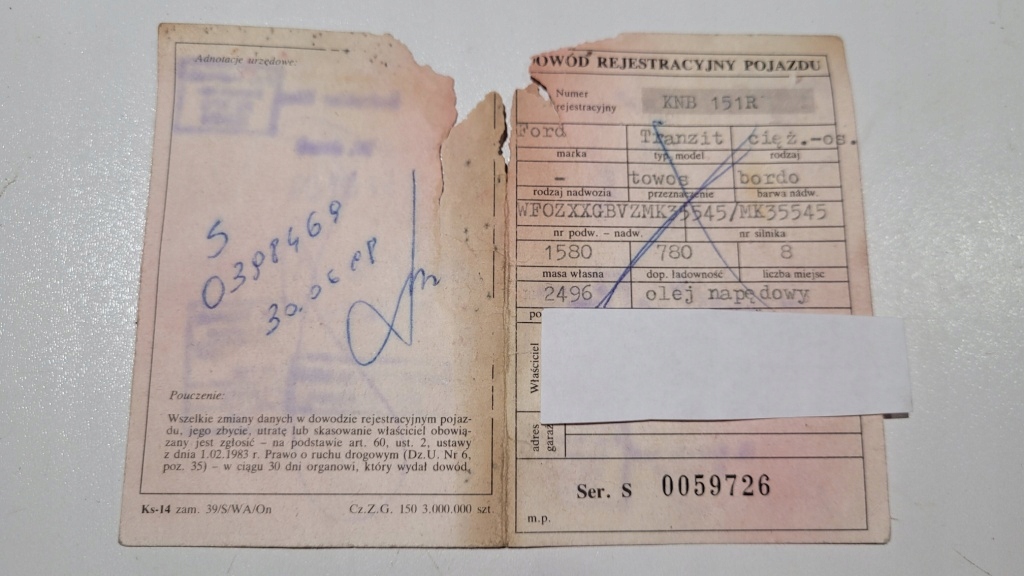 Adnotacje urzędowe:
S
0398469
30.06.88
Pouczenie:
Wszelkie zmiany danych w dowodzie rejestracyjnym pojaz-
du, jego zbycie, utratę lub skasowanie właściciel obowią-
zany jest zgłosić – na podstawie art. 60, ust. 2, ustawy
z dnia 1.02.1983 r. Prawo o ruchu drogowym (Dz.U. Nr 6,
poz. 35) – w ciągu 30 dni organowi, który wydał dowód.
Ks-14 zam. 39/S/WA/On Cz.Z.G. 150 3.000.000 szt.
OWÓD REJESTRACYJNY POJAZDU
Numer
rejestracyjny KNB 151R
Ford Tranzit cięż.-os.
marka typ, model rodzaj
- towos bordo
rodzaj nadwozia przeznaczenie barwa nadw.
WFOZXXGBVZMK35545/MK35545
nr podw. – nadw. nr silnika
1580 780 8
masa własna dop. ładowność liczba miejsc
2496 olej napędowy
po
Właściciel
adres
garaż
Ser. S 0059726
m.p.